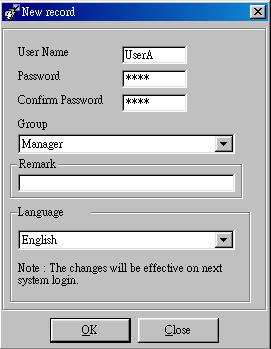 New record
User Name UserA
Password ****
Confirm Password ****
Group
Manager
Remark
Language
English
Note : The changes will be effective on next
system login.
OK Close